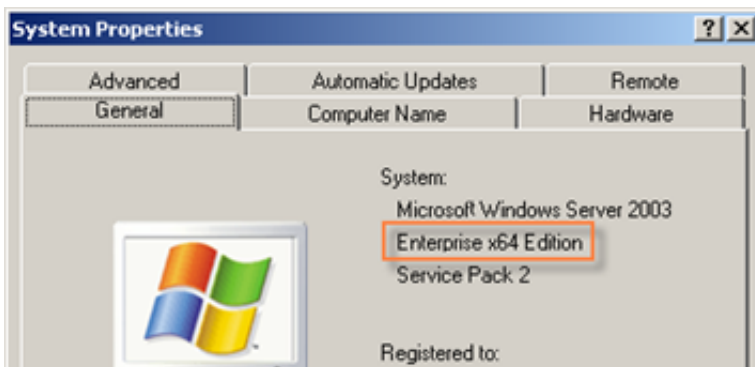 System Properties
? X
Advanced Automatic Updates Remote
General Computer Name Hardware
System:
Microsoft Windows Server 2003
Enterprise x64 Edition
Service Pack 2
Registered to: